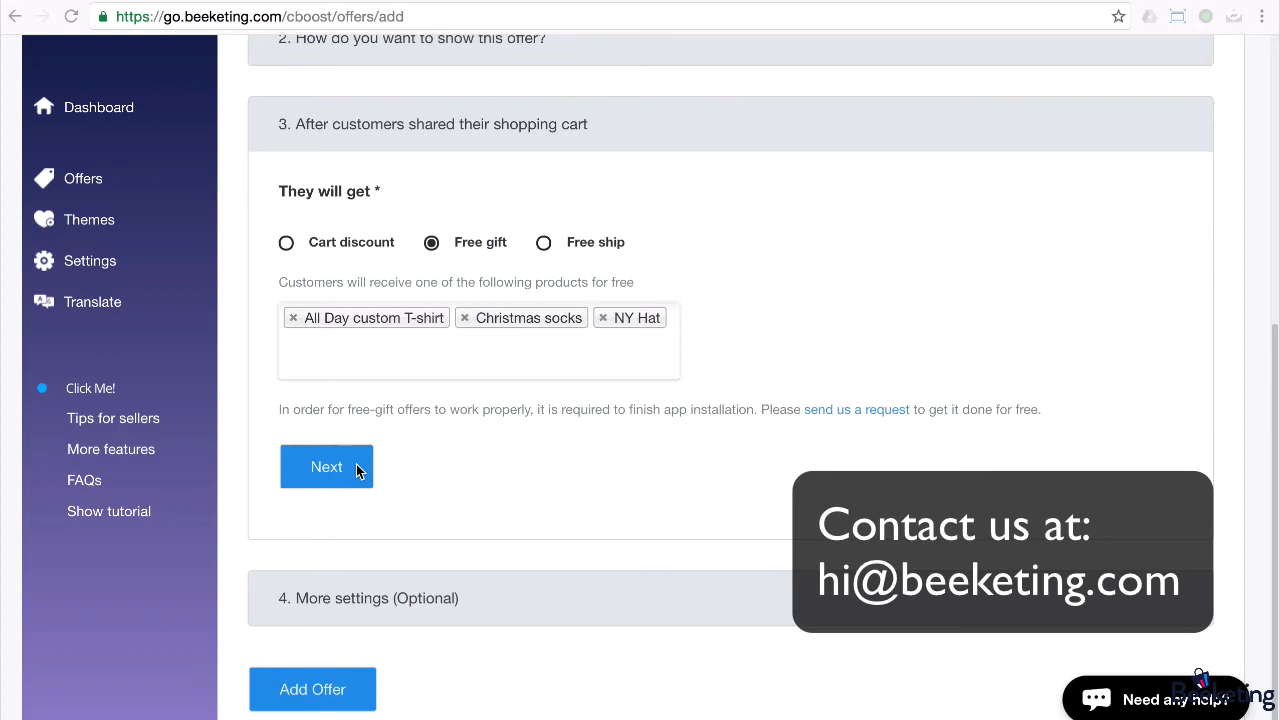 https://go.beeketing.com/cboost/offers/add
2. How do you want to show this offer?
Dashboard
Offers
Themes
Settings
Translate
Click Me!
Tips for sellers
More features
FAQs
Show tutorial
3. After customers shared their shopping cart
They will get *
Cart discount Free gift Free ship
Customers will receive one of the following products for free
× All Day custom T-shirt × Christmas socks × NY Hat
In order for free-gift offers to work properly, it is required to finish app installation. Please send us a request to get it done for free.
Next
Contact us at:
hi@beeketing.com
4. More settings (Optional)
Add Offer
Need any help?
Beeketing